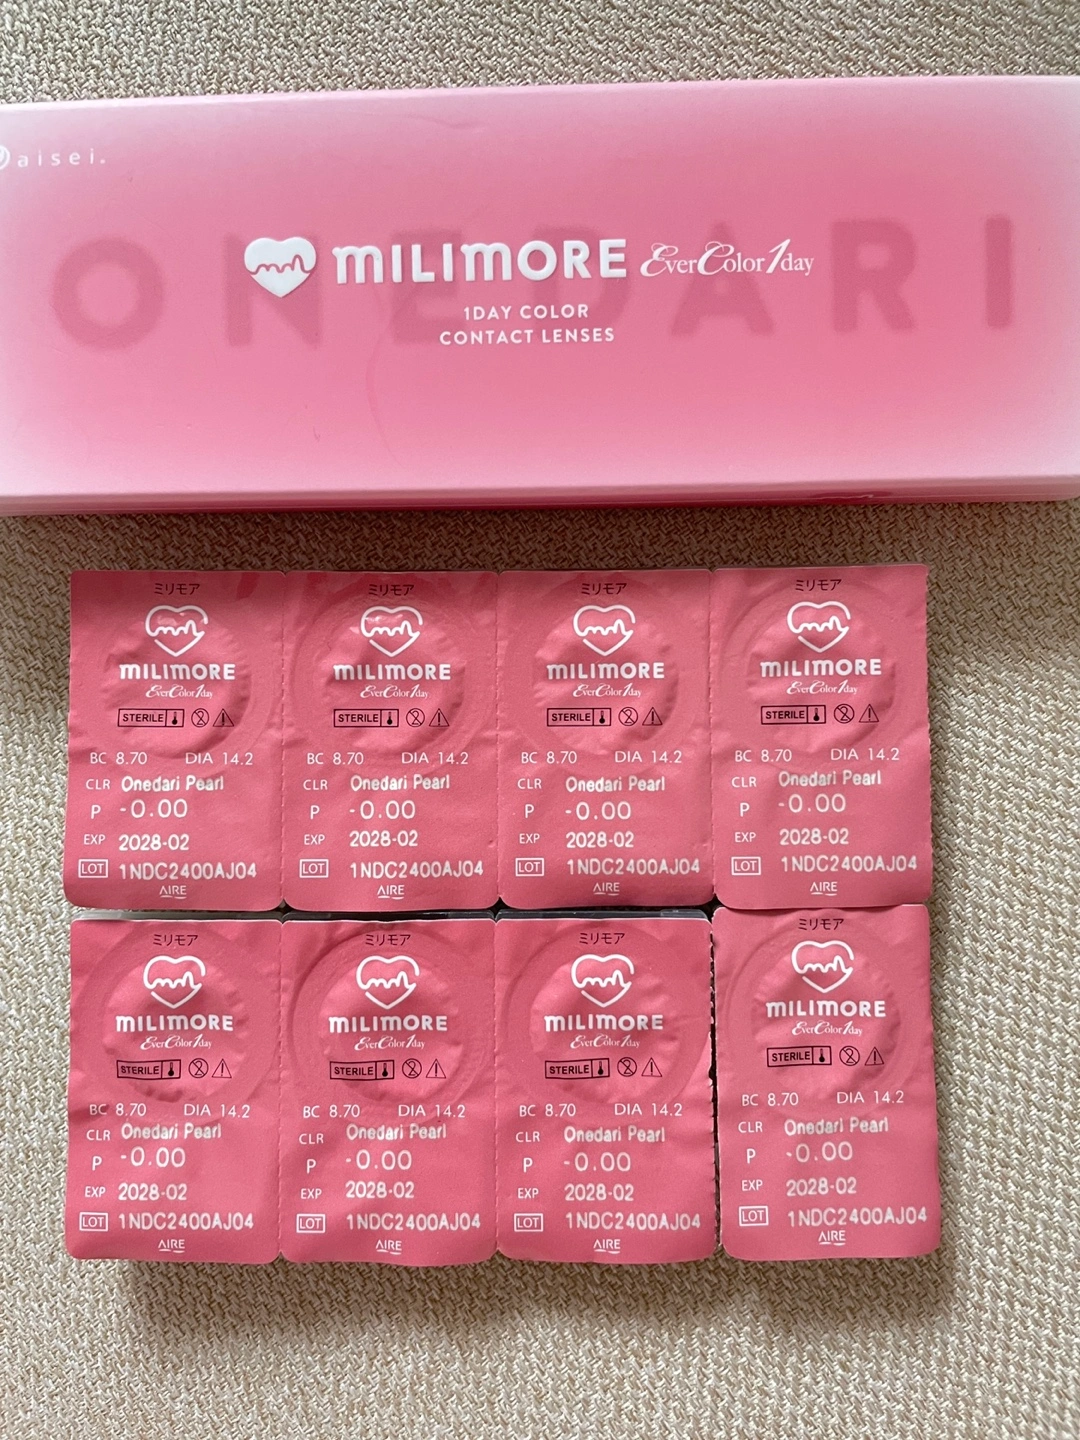 aisei.
ONEDARI
MILIMORE EverColor1day
1DAY COLOR
CONTACT LENSES
ミリモア
MILIMORE
EverColor1day
STERILE
BC 8.70 DIA 14.2
CLR Onedari Pearl
P -0.00
EXP 2028-02
LOT 1NDC2400AJ04
AIRE
ミリモア
MILIMORE
EverColor1day
STERILE
BC 8.70 DIA 14.2
CLR Onedari Pearl
P -0.00
EXP 2028-02
LOT 1NDC2400AJ04
AIRE
ミリモア
MILIMORE
EverColor1day
STERILE
BC 8.70 DIA 14.2
CLR Onedari Pearl
P -0.00
EXP 2028-02
LOT 1NDC2400AJ04
AIRE
ミリモア
MILIMORE
EverColor1day
STERILE
BC 8.70 DIA 14.2
CLR Onedari Pearl
P -0.00
EXP 2028-02
LOT 1NDC2400AJ04
AIRE
ミリモア
MILIMORE
EverColor1day
STERILE
BC 8.70 DIA 14.2
CLR Onedari Pearl
P -0.00
EXP 2028-02
LOT 1NDC2400AJ04
AIRE
ミリモア
MILIMORE
EverColor1day
STERILE
BC 8.70 DIA 14.2
CLR Onedari Pearl
P -0.00
EXP 2028-02
LOT 1NDC2400AJ04
AIRE
ミリモア
MILIMORE
EverColor1day
STERILE
BC 8.70 DIA 14.2
CLR Onedari Pearl
P -0.00
EXP 2028-02
LOT 1NDC2400AJ04
AIRE
ミリモア
MILIMORE
EverColor1day
STERILE
BC 8.70 DIA 14.2
CLR Onedari Pearl
P -0.00
EXP 2028-02
LOT 1NDC2400AJ04
AIRE